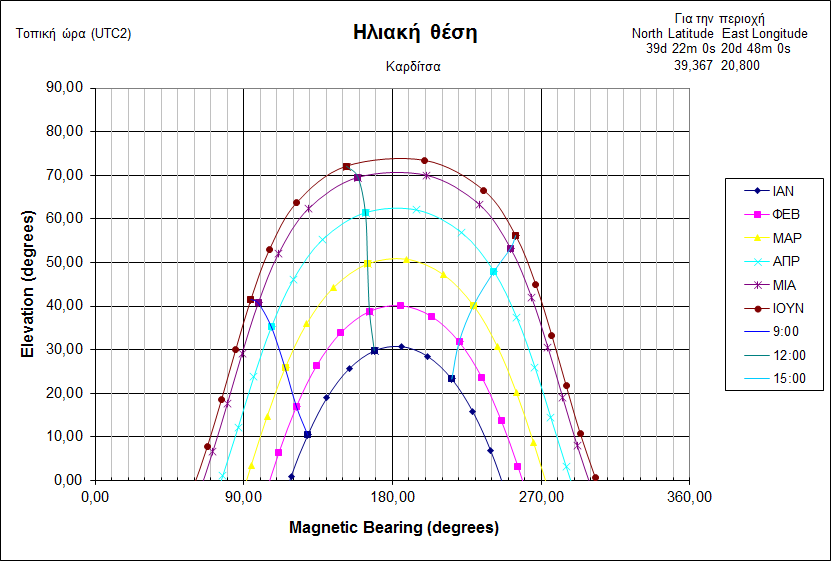 Ηλιακή θέση
Καρδίτσα
Τοπική ώρα (UTC2)
Για την περιοχή
North Latitude East Longitude
39d 22m 0s 20d 48m 0s
39,367 20,800
Elevation (degrees)
90,00
80,00
70,00
60,00
50,00
40,00
30,00
20,00
10,00
0,00
0,00 90,00 180,00 270,00 360,00
Magnetic Bearing (degrees)
ΙΑΝ
ΦΕΒ
ΜΑΡ
ΑΠΡ
ΜΙΑ
ΙΟΥΝ
9:00
12:00
15:00